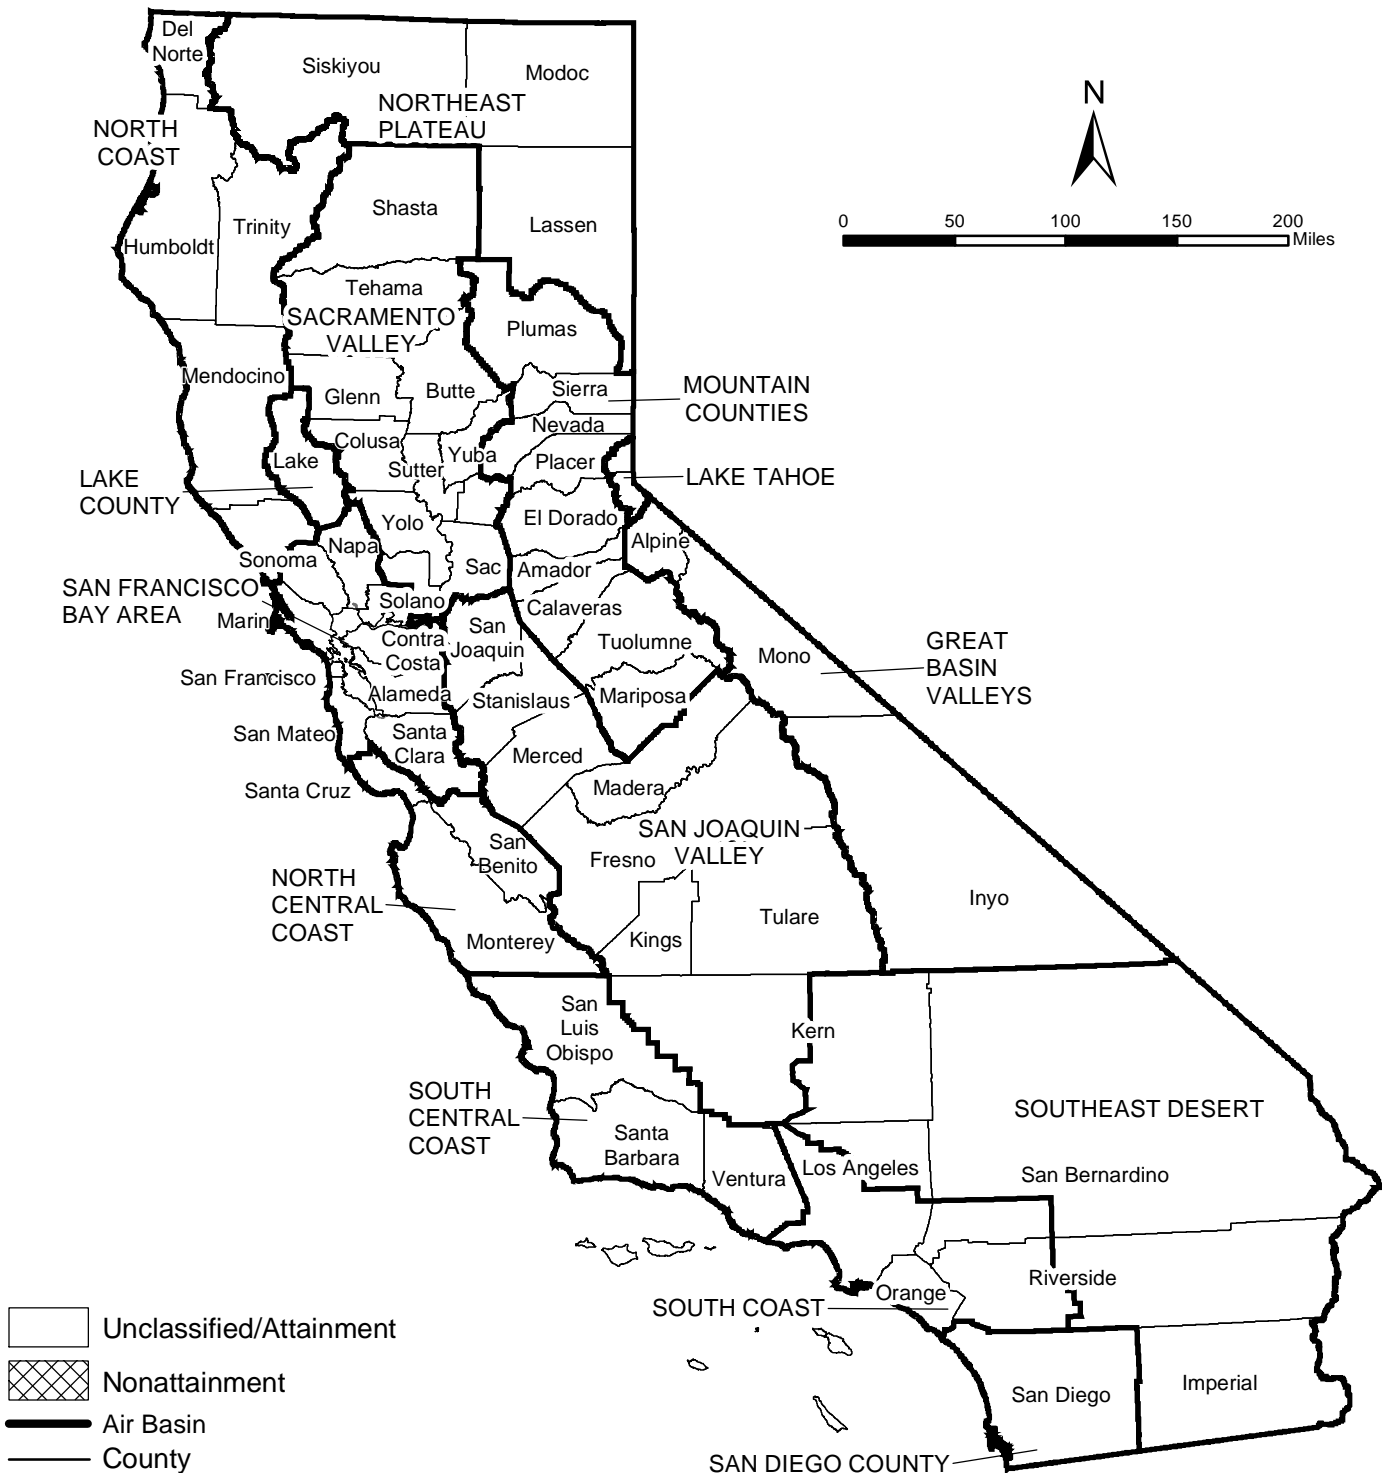 Del
Norte
Siskiyou
Modoc
NORTHEAST
PLATEAU
NORTH
COAST
N
0 50 100 150 200
Miles
Shasta
Trinity
Lassen
Humboldt
Tehama
SACRAMENTO
VALLEY
Plumas
Mendocino
Glenn
Butte
Sierra
MOUNTAIN
COUNTIES
Nevada
Colusa
Yuba
Sutter
Placer
Lake
LAKE
COUNTY
LAKE TAHOE
Yolo
El Dorado
Napa
Alpine
Sonoma
Sac
Amador
SAN FRANCISCO
BAY AREA
Solano
Calaveras
Marin
Contra
Costa
San
Joaquin
Tuolumne
Mono
GREAT
BASIN
VALLEYS
San Francisco
Alameda
Stanislaus
Mariposa
San Mateo
Santa
Clara
Merced
Santa Cruz
Madera
SAN JOAQUIN
VALLEY
San
Benito
Fresno
NORTH
CENTRAL
COAST
Inyo
Tulare
Kings
Monterey
San
Luis
Obispo
Kern
SOUTH
CENTRAL
COAST
SOUTHEAST DESERT
Santa
Barbara
Ventura
Los Angeles
San Bernardino
Riverside
Orange
SOUTH COAST
San Diego
Imperial
SAN DIEGO COUNTY
Unclassified/Attainment
Nonattainment
Air Basin
County